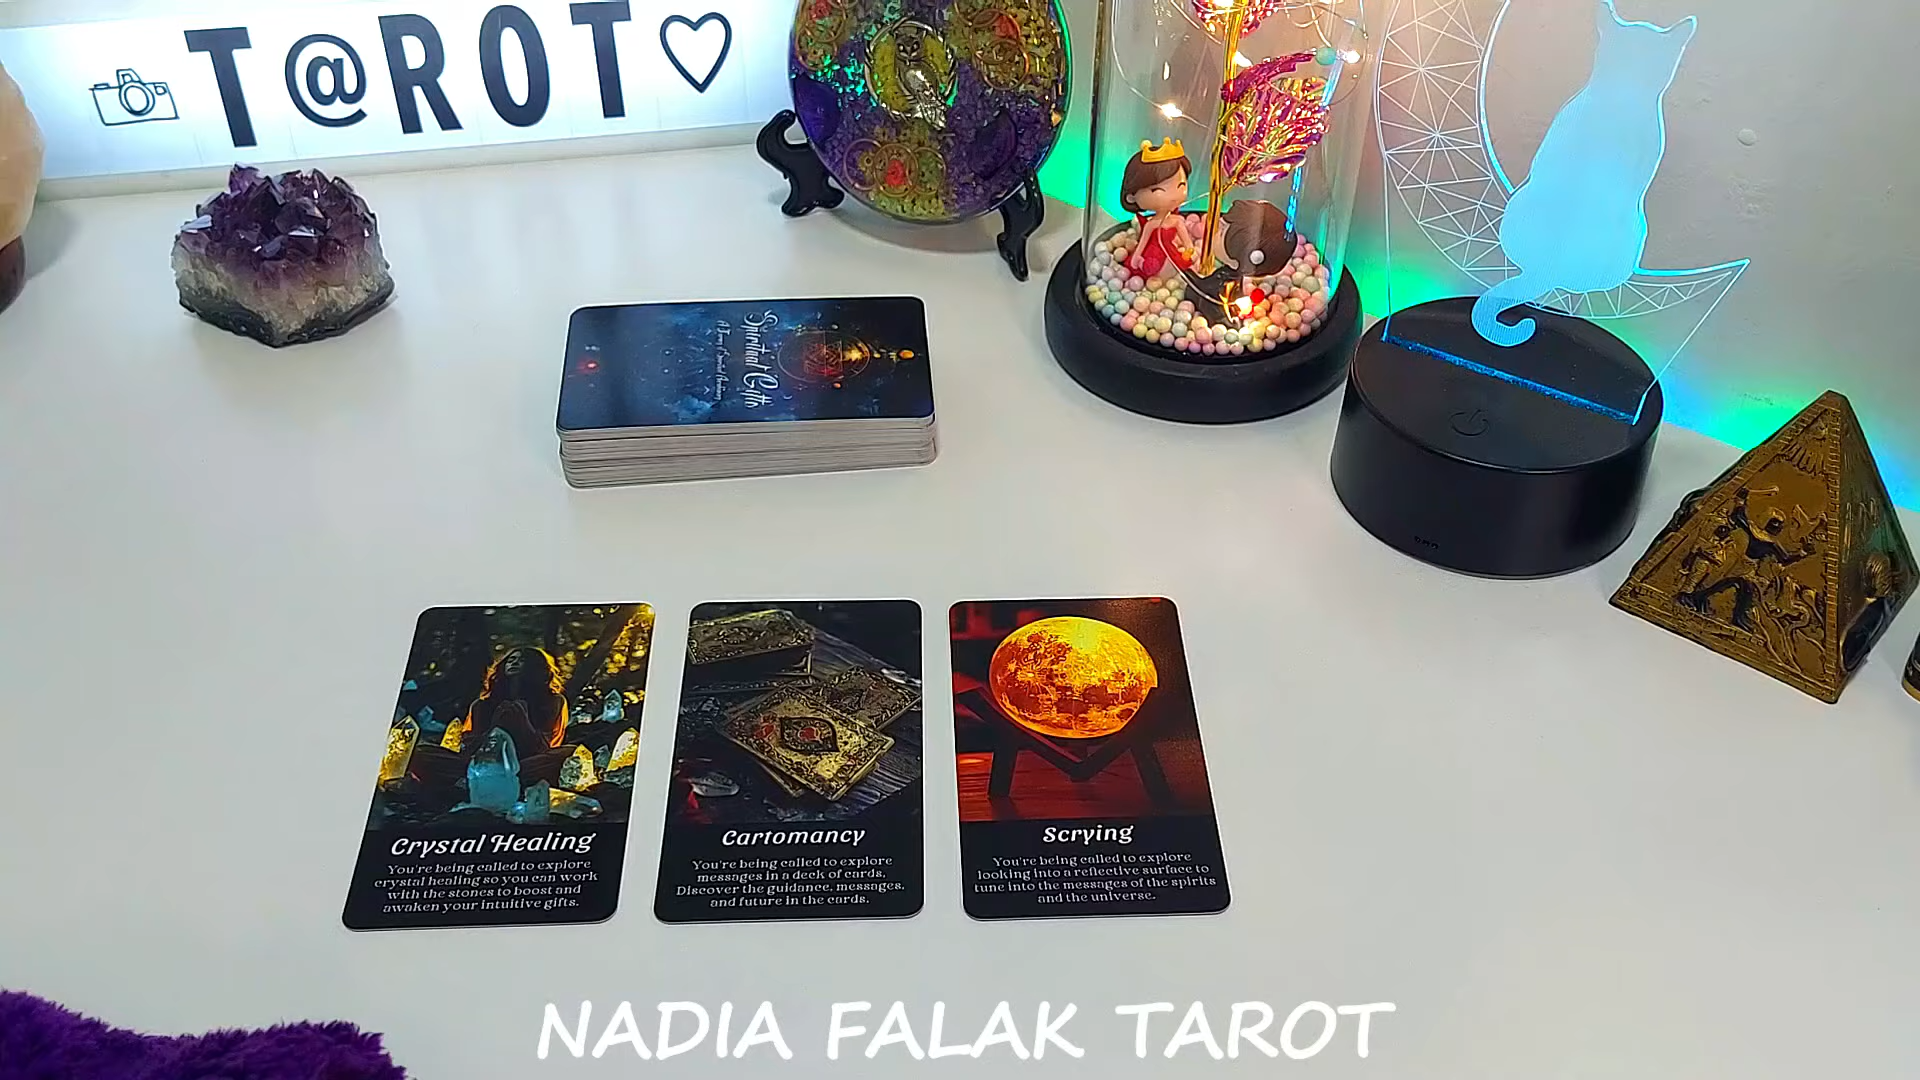 T@ROT♡
Spiritual Gifts
Crystal Healing
You're being called to explore
crystal healing so you can work
with the stones to boost and
awaken your intuitive gifts.
Cartomancy
You're being called to explore
messages in a deck of cards.
Discover the guidance, messages,
and future in the cards.
Scrying
You're being called to explore
looking into a reflective surface to
tune into the messages of the spirits
and the universe.
NADIA FALAK TAROT